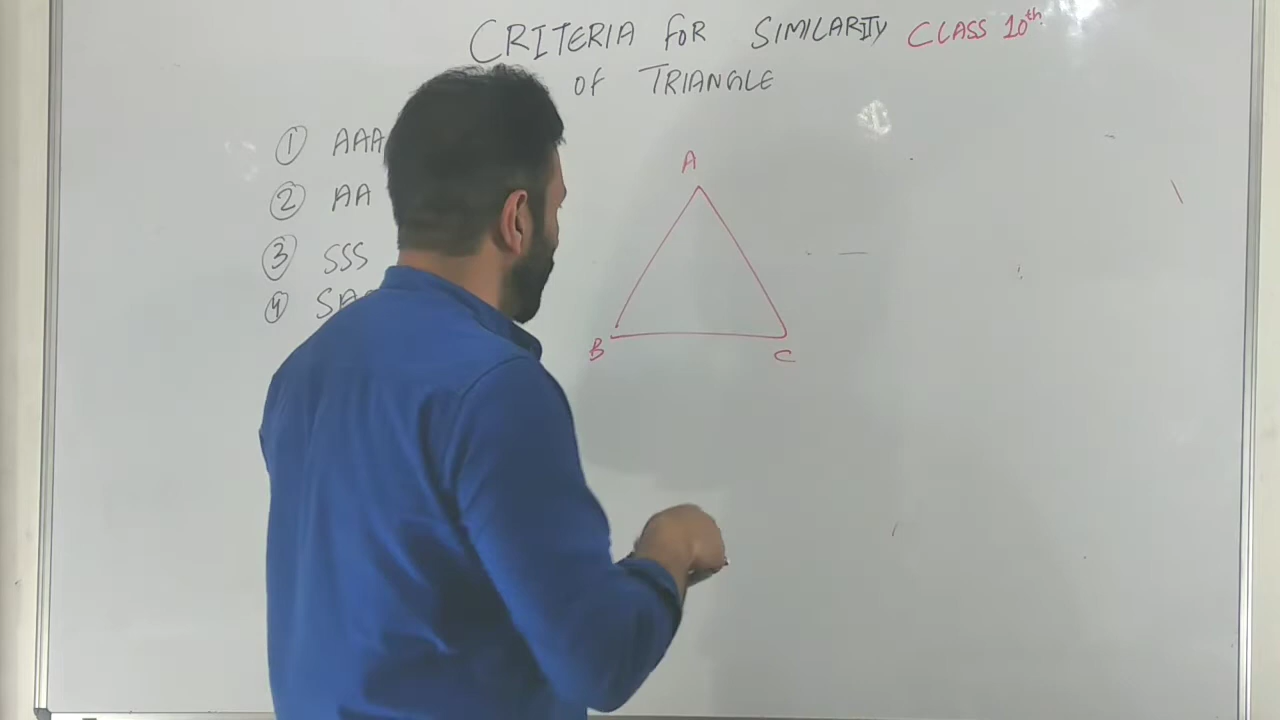 CRITERIA FOR SIMILARITY CLASS 10th
OF TRIANGLE
① AAA
② AA
③ SSS
④
A
B
C